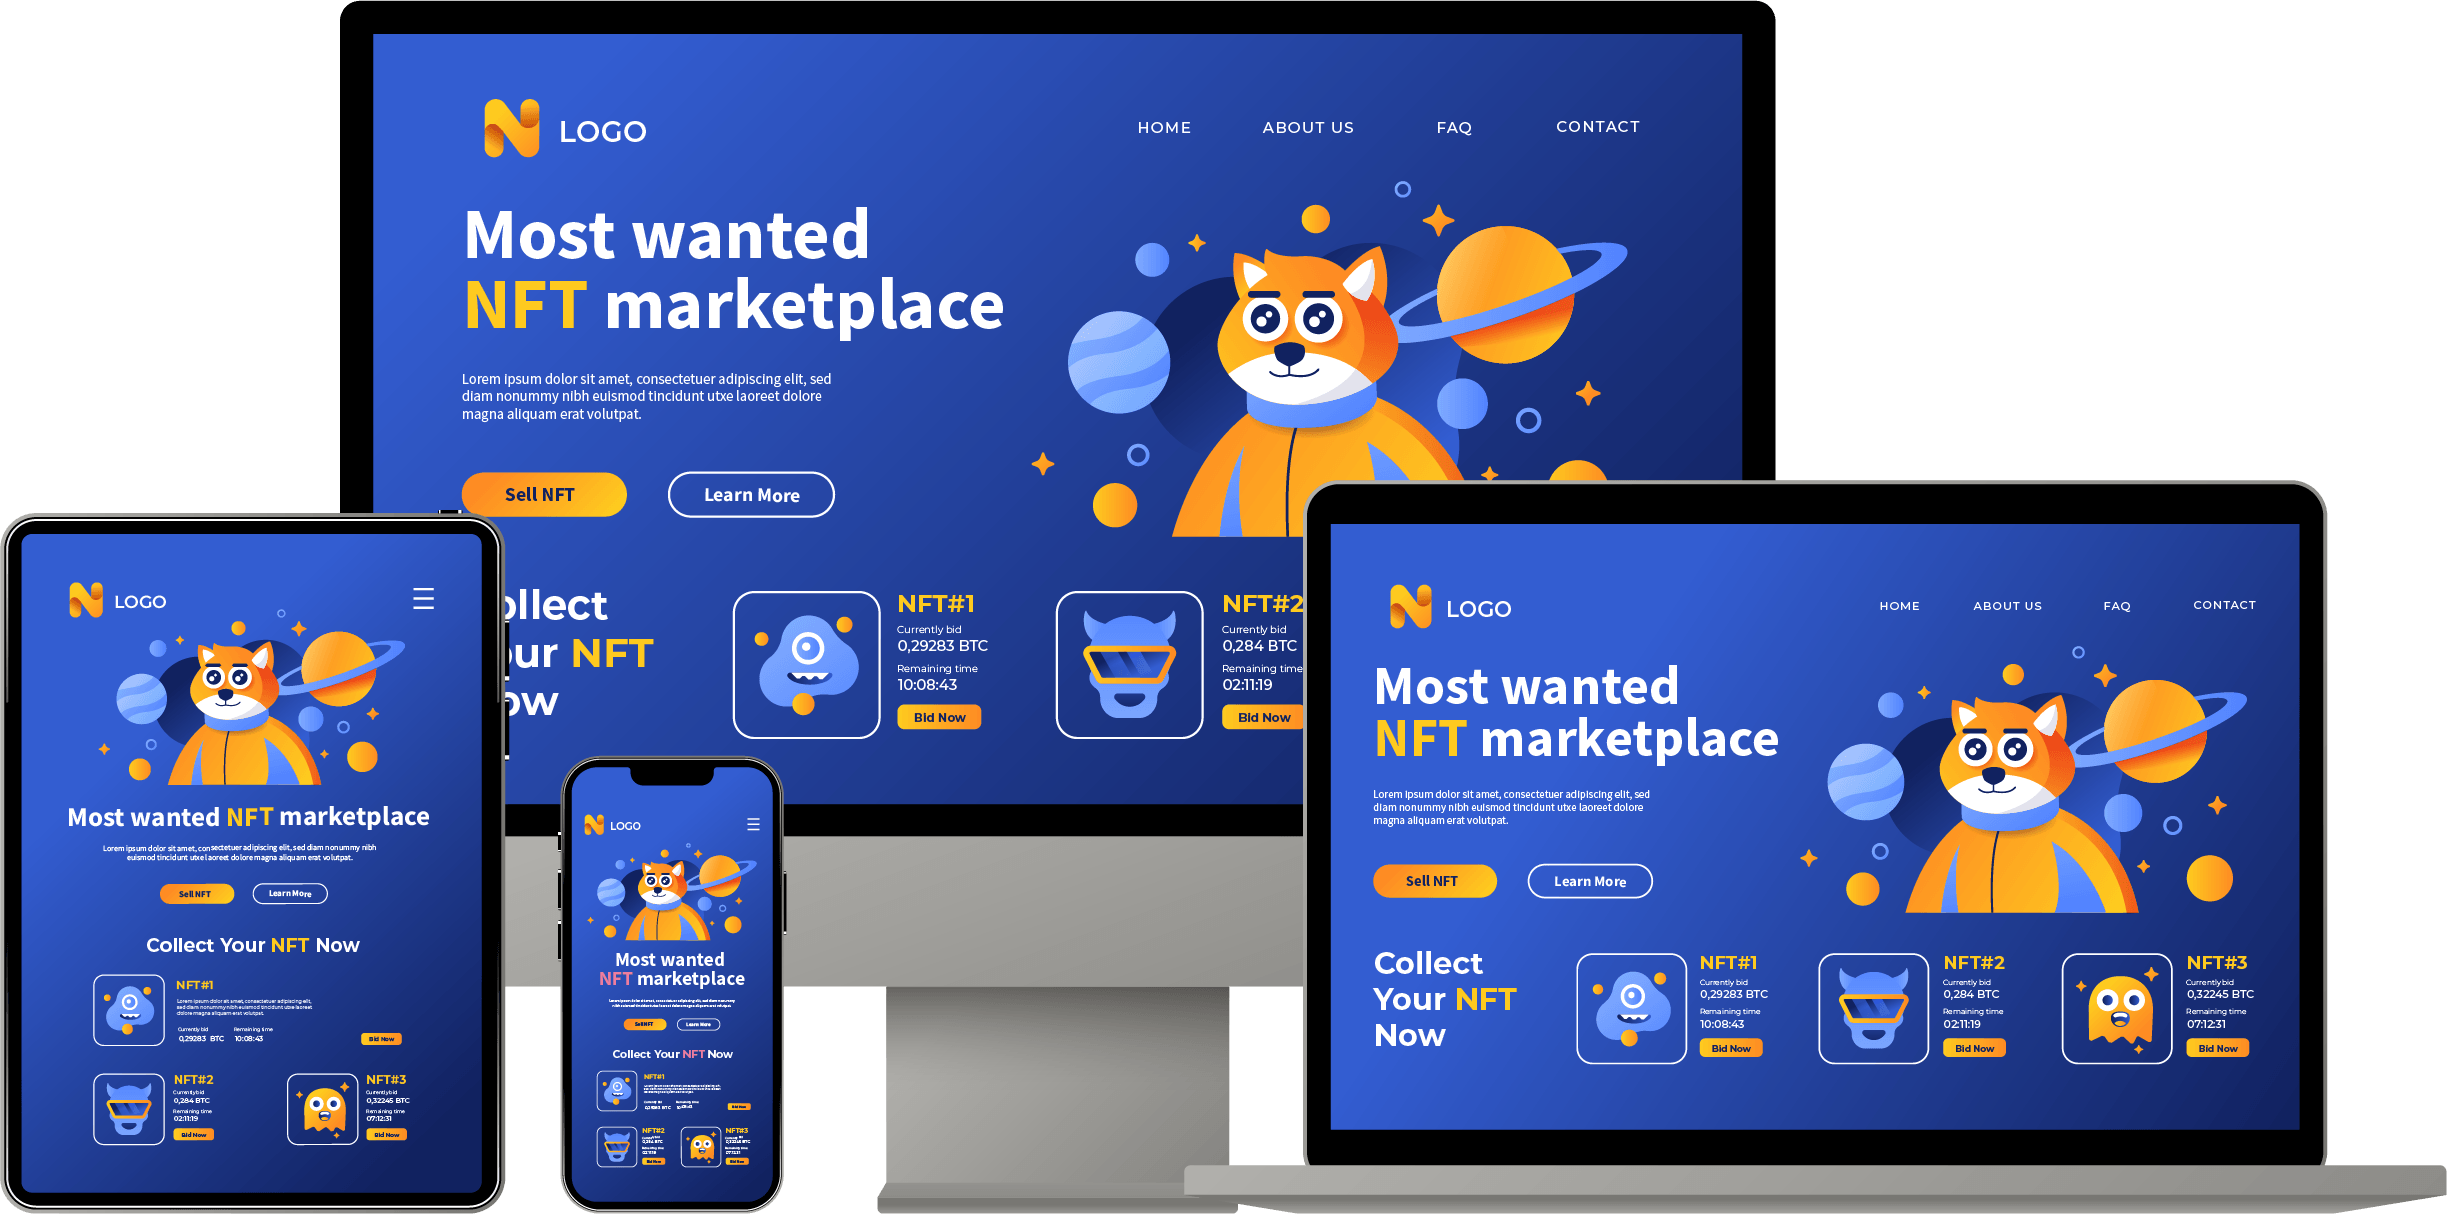 N LOGO
HOME ABOUT US FAQ CONTACT
Most wanted
NFT marketplace
Lorem ipsum dolor sit amet, consectetuer adipiscing elit, sed
diam nonummy nibh euismod tincidunt utxe laoreet dolore
magna aliquam erat volutpat.
Sell NFT Learn More
ollect
our NFT
ow
NFT#1
Currently bid
0,29283 BTC
Remaining time
10:08:43
Bid Now
NFT#2
Currently bid
0,284 BTC
Remaining time
02:11:19
Bid Now
N LOGO
Most wanted NFT marketplace
Lorem ipsum dolor sit amet, consectetuer adipiscing elit, sed diam nonummy nibh
euismod tincidunt utxe laoreet dolore magna aliquam erat volutpat.
Sell NFT Learn More
Collect Your NFT Now
NFT#1
Lorem ipsum dolor sit amet, consectetuer adipiscing elit,
sed diam nonummy nibh euismod tincidunt utxe laoreet
dolore magna aliquam erat volutpat.
Currently bid Remaining time
0,29283 BTC 10:08:43
Bid Now
NFT#2
Currently bid
0,284 BTC
Remaining time
02:11:19
Bid Now
NFT#3
Currently bid
0,32245 BTC
Remaining time
07:12:31
Bid Now
N LOGO
Most wanted
NFT marketplace
Sell NFT Learn More
Collect Your NFT Now
NFT#1
Bid Now
NFT#2
Bid Now
NFT#3
Bid Now
N LOGO
HOME ABOUT US FAQ CONTACT
Most wanted
NFT marketplace
Lorem ipsum dolor sit amet, consectetuer adipiscing elit, sed
diam nonummy nibh euismod tincidunt utxe laoreet dolore
magna aliquam erat volutpat.
Sell NFT Learn More
Collect
Your NFT
Now
NFT#1
Currently bid
0,29283 BTC
Remaining time
10:08:43
Bid Now
NFT#2
Currently bid
0,284 BTC
Remaining time
02:11:19
Bid Now
NFT#3
Currently bid
0,32245 BTC
Remaining time
07:12:31
Bid Now